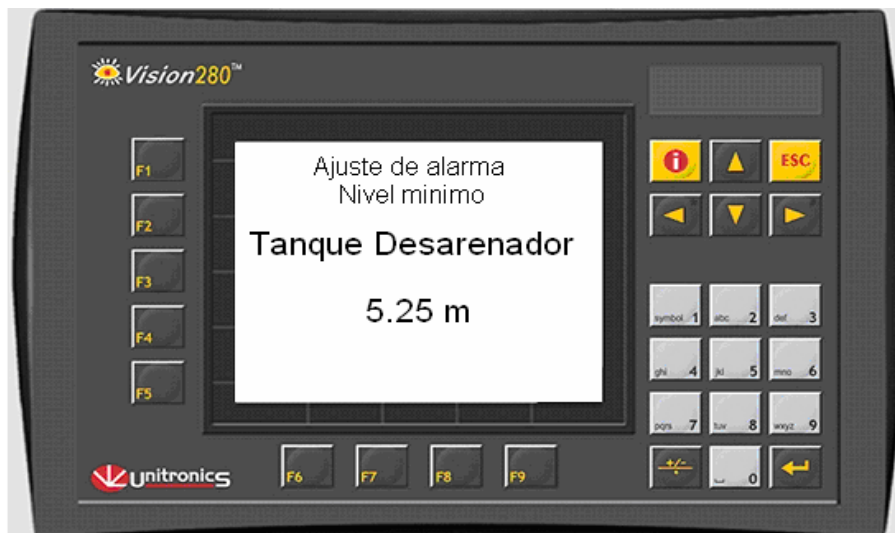 Vision280™
F1
F2
F3
F4
F5
Ajuste de alarma
Nivel minimo
Tanque Desarenador
5.25 m
i
ESC
symbol 1
abc 2
def 3
ghi 4
jkl 5
mno 6
pqrs 7
tuv 8
wxyz 9
+/-
0
unitronics
F6
F7
F8
F9